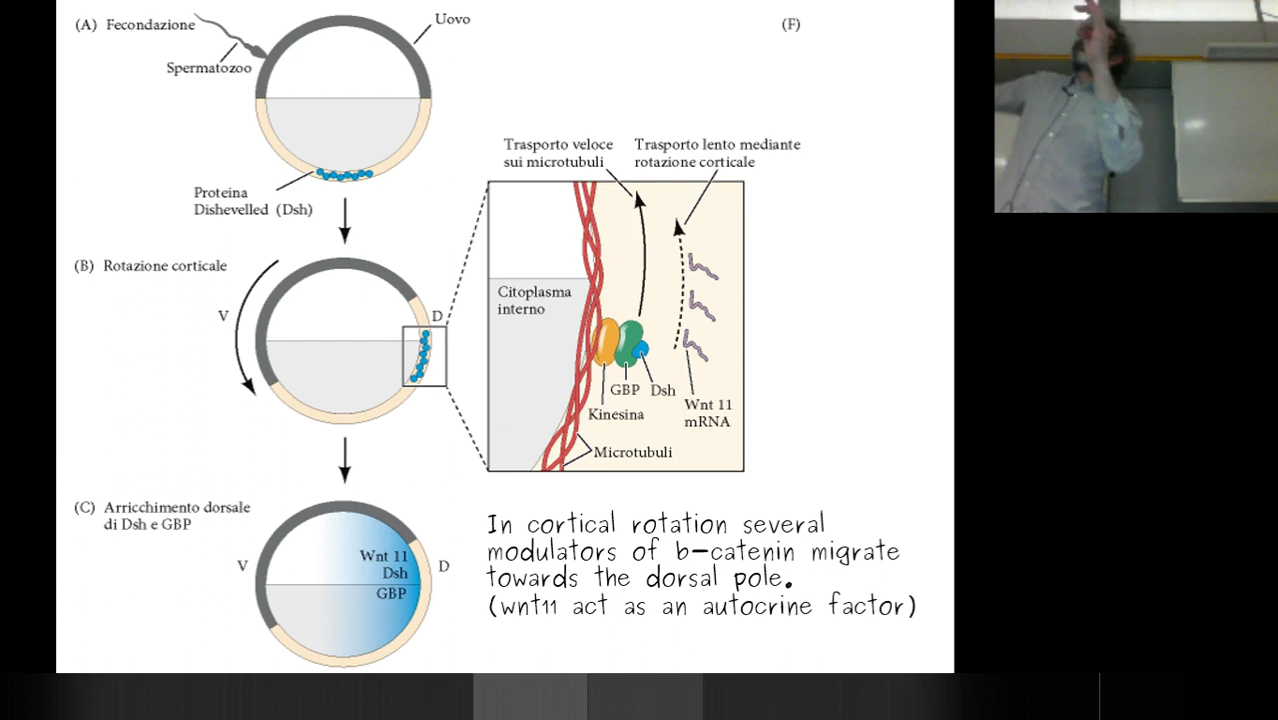 (A) Fecondazione
Uovo
(F)
Spermatozoo
Proteina
Dishevelled (Dsh)
Trasporto veloce
sui microtubuli
Trasporto lento mediante
rotazione corticale
(B) Rotazione corticale
V
D
Citoplasma
interno
GBP
Dsh
Kinesina
Wnt 11
mRNA
Microtubuli
(C) Arricchimento dorsale
di Dsh e GBP
V
Wnt 11
Dsh
GBP
D
In cortical rotation several
modulators of b-catenin migrate
towards the dorsal pole.
(wnt11 act as an autocrine factor)